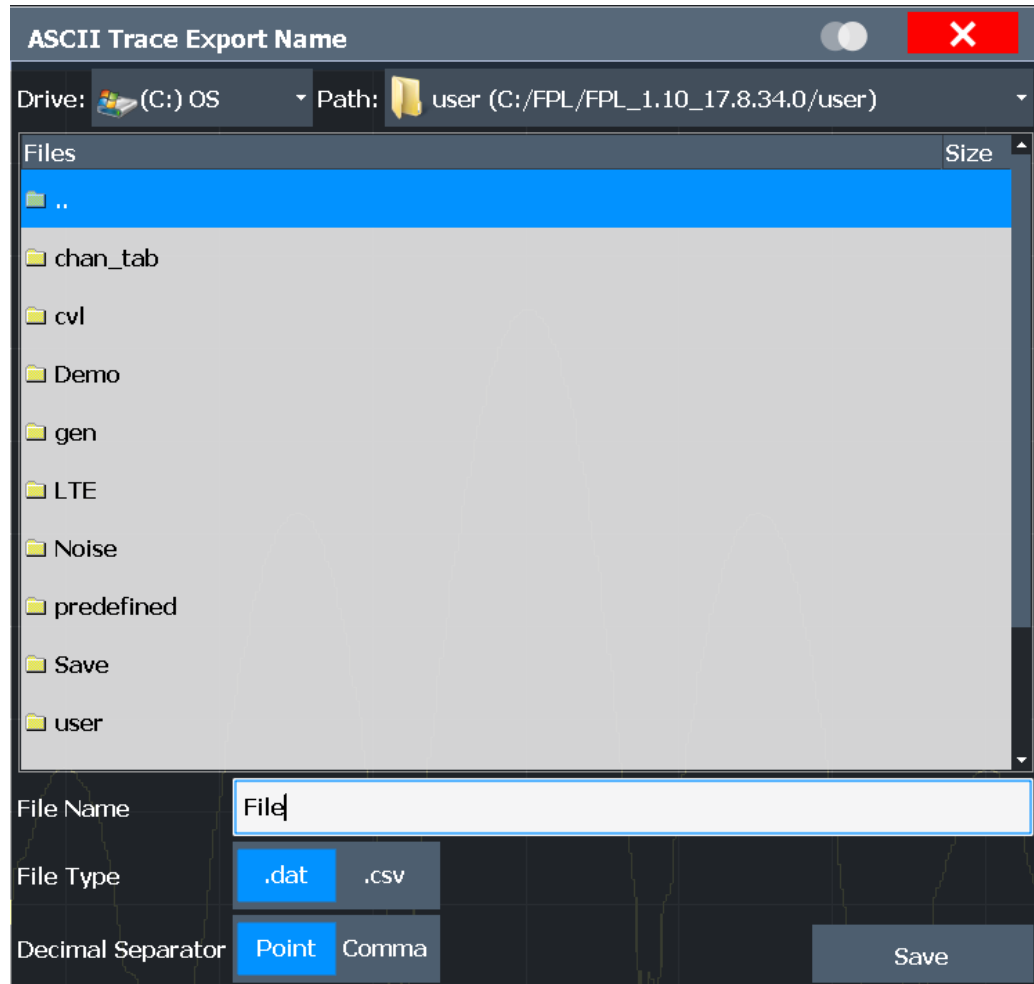 ASCII Trace Export Name
Drive: (C:) OS Path: user (C:/FPL/FPL_1.10_17.8.34.0/user)
Files Size
..
chan_tab
cvl
Demo
gen
LTE
Noise
predefined
Save
user
File Name File
File Type .dat .csv
Decimal Separator Point Comma Save